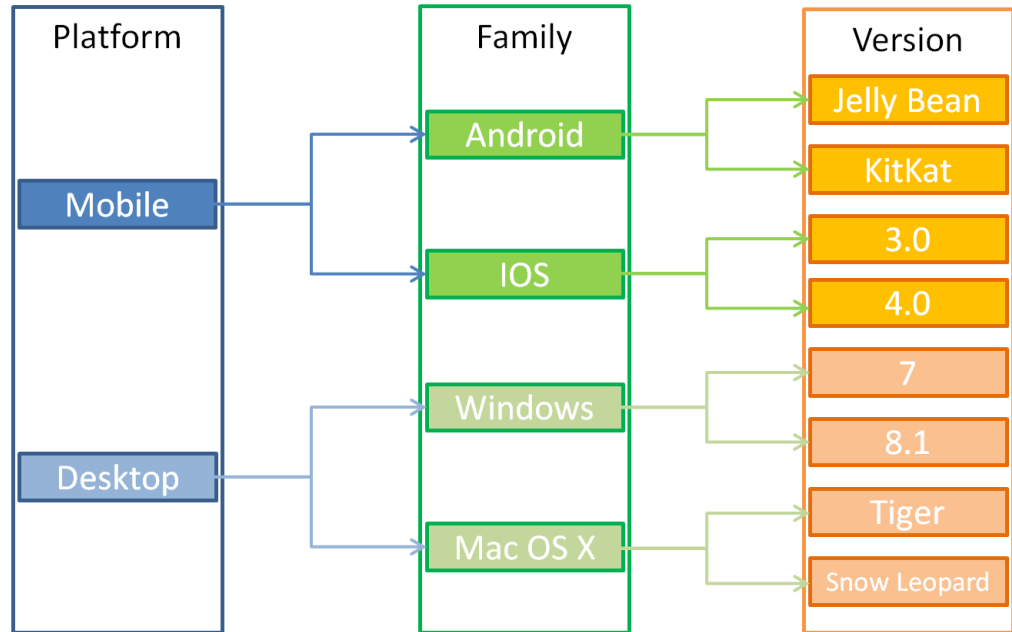 Platform
Family
Version
Mobile
Desktop
Android
IOS
Windows
Mac OS X
Jelly Bean
KitKat
3.0
4.0
7
8.1
Tiger
Snow Leopard